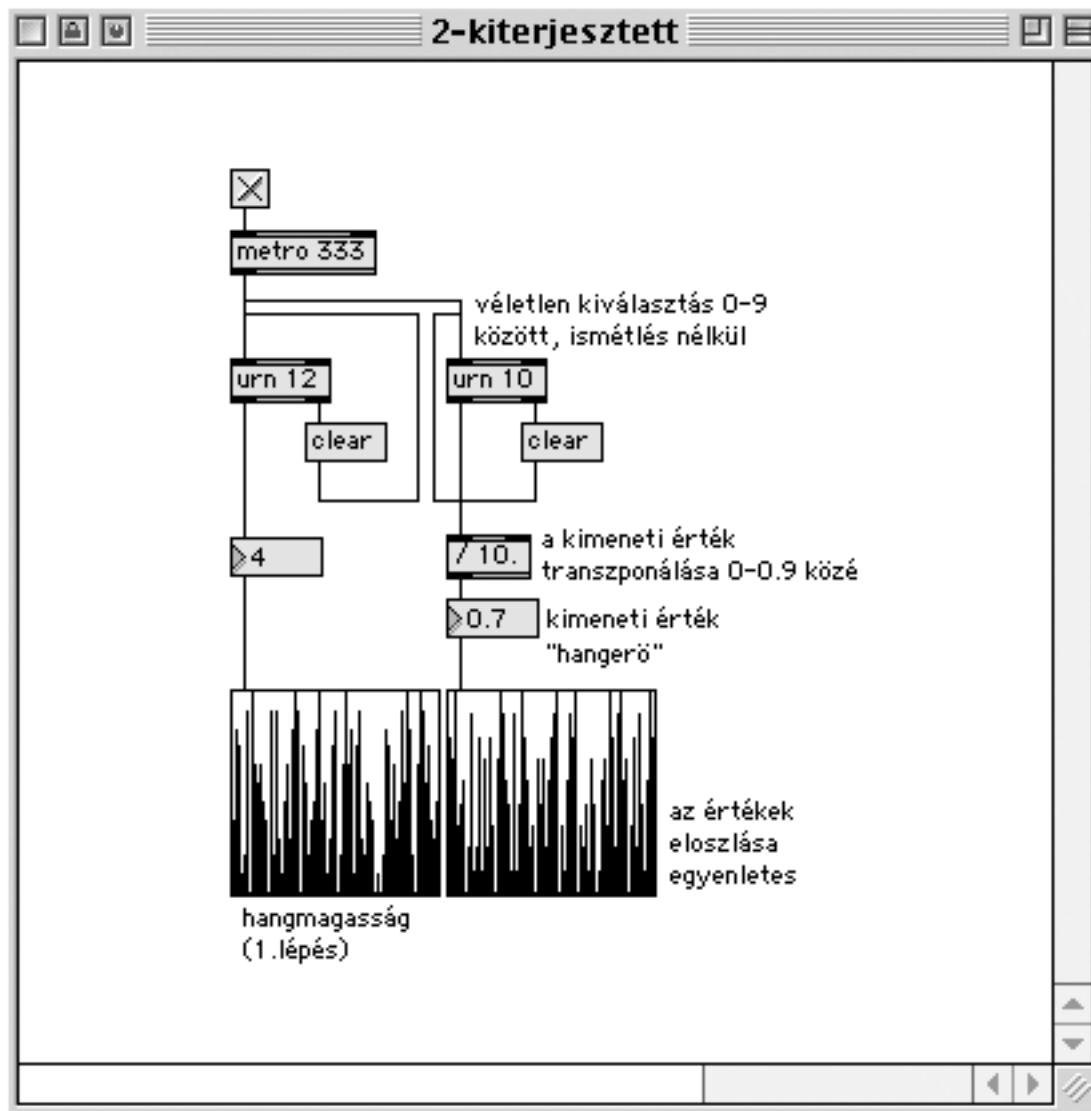 2-kiterjesztett
metro 333
véletlen kiválasztás 0-9
között, ismétlés nélkül
urn 12
urn 10
clear
clear
4
/ 10.
a kimeneti érték
transzponálása 0-0.9 közé
0.7
kimeneti érték
"hangerö"
az értékek
eloszlása
egyenletes
hangmagasság
(1.lépés)